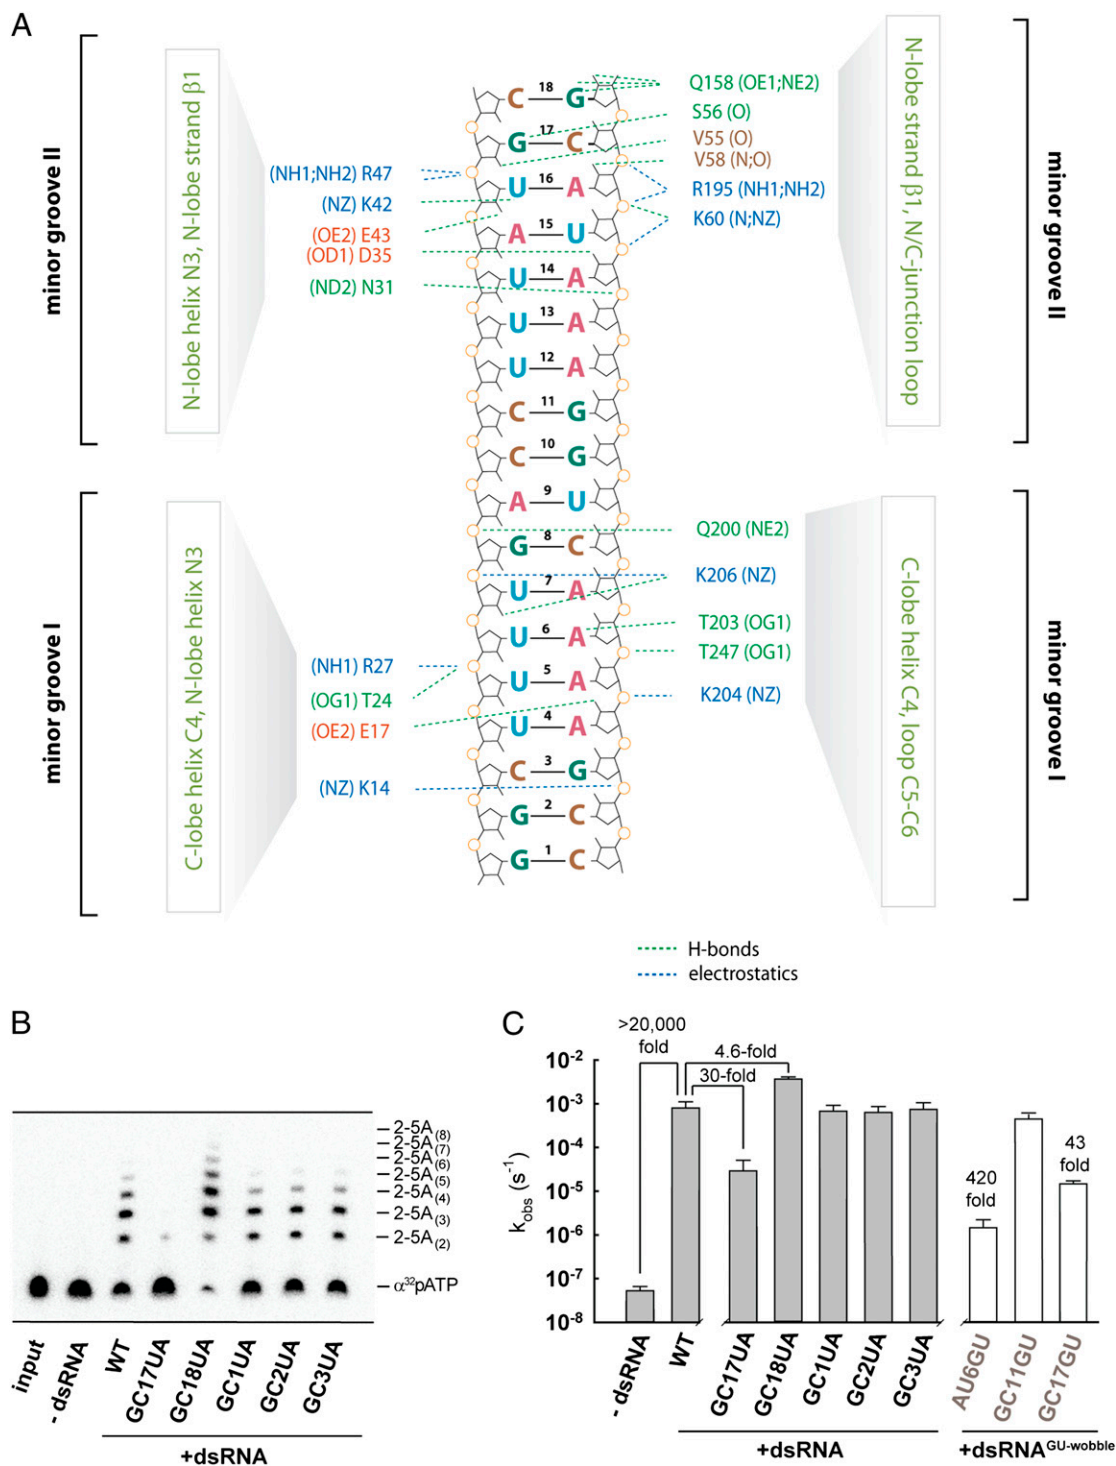 A
minor groove II
N-lobe helix N3, N-lobe strand β1
(NH1;NH2) R47
(NZ) K42
(OE2) E43
(OD1) D35
(ND2) N31
C 18 G
G 17 C
U 16 A
A 15 U
U 14 A
U 13 A
U 12 A
C 11 G
C 10 G
A 9 U
G 8 C
U 7 A
U 6 A
U 5 A
U 4 A
C 3 G
G 2 C
G 1 C
Q158 (OE1;NE2)
S56 (O)
V55 (O)
V58 (N;O)
R195 (NH1;NH2)
K60 (N;NZ)
N-lobe strand β1, N/C-junction loop
minor groove II
minor groove I
C-lobe helix C4, N-lobe helix N3
(NH1) R27
(OG1) T24
(OE2) E17
(NZ) K14
Q200 (NE2)
K206 (NZ)
T203 (OG1)
T247 (OG1)
K204 (NZ)
C-lobe helix C4, loop C5-C6
minor groove I
H-bonds
electrostatics
B
2-5A(8)
2-5A(7)
2-5A(6)
2-5A(5)
2-5A(4)
2-5A(3)
2-5A(2)
α32pATP
input
- dsRNA
WT
GC17UA
GC18UA
GC1UA
GC2UA
GC3UA
+dsRNA
C
>20,000
fold
4.6-fold
30-fold
420
fold
43
fold
kobs (s-1)
10-2
10-3
10-4
10-5
10-6
10-7
10-8
- dsRNA
WT
GC17UA
GC18UA
GC1UA
GC2UA
GC3UA
AU6GU
GC11GU
GC17GU
+dsRNA
+dsRNAGU-wobble